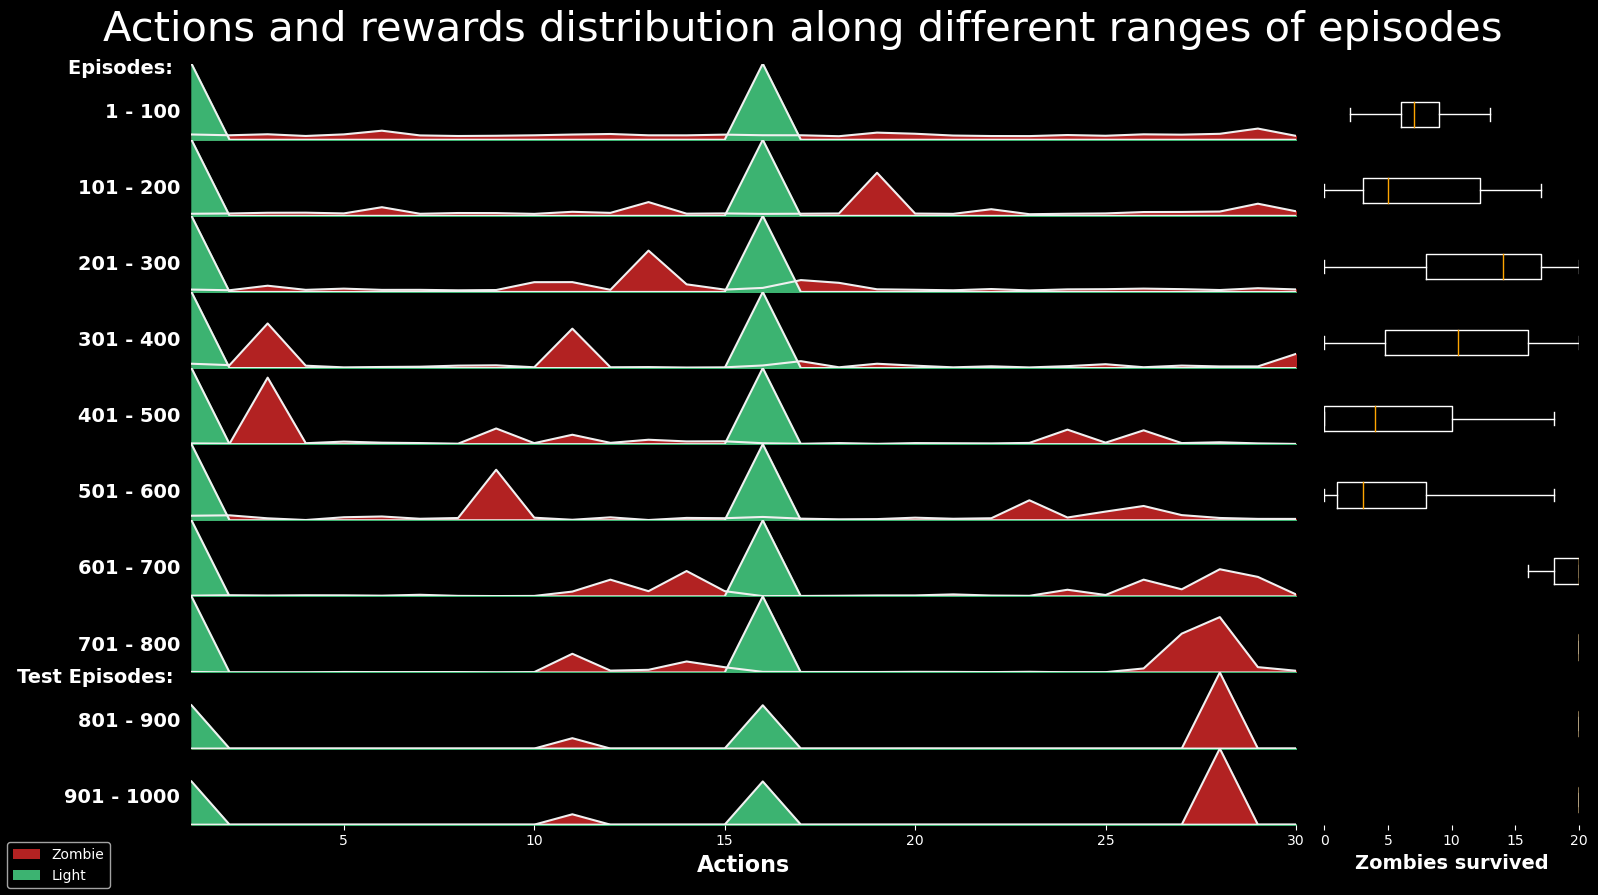 Actions and rewards distribution along different ranges of episodes
Episodes:
1 - 100
101 - 200
201 - 300
301 - 400
401 - 500
501 - 600
601 - 700
701 - 800
Test Episodes:
801 - 900
901 - 1000
5 10 15 20 25 30
0 5 10 15 20
Actions
Zombies survived
Zombie
Light